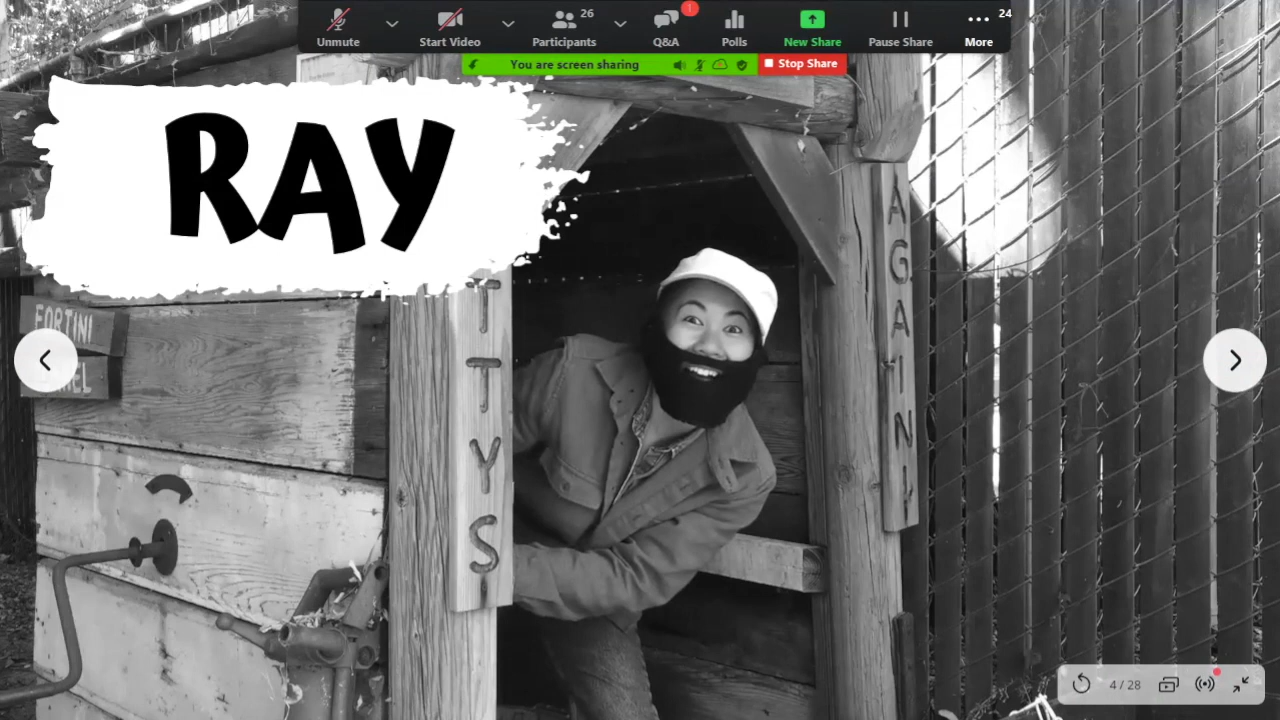 26
1
24
Unmute
Start Video
Participants
Q&A
Polls
New Share
Pause Share
More
You are screen sharing
Stop Share
RAY
FORTINI
T
T
Y
S
A
G
A
I
N
4 / 28